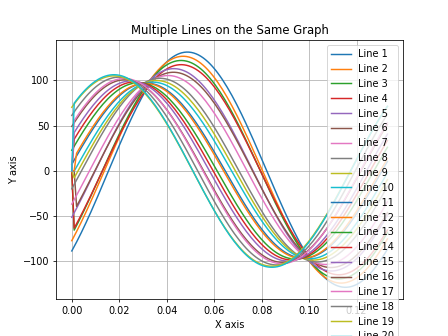 Multiple Lines on the Same Graph
Y axis
100
50
0
−50
−100
0.00
0.02
0.04
0.06
0.08
0.10
X axis
Line 1
Line 2
Line 3
Line 4
Line 5
Line 6
Line 7
Line 8
Line 9
Line 10
Line 11
Line 12
Line 13
Line 14
Line 15
Line 16
Line 17
Line 18
Line 19
Line 20